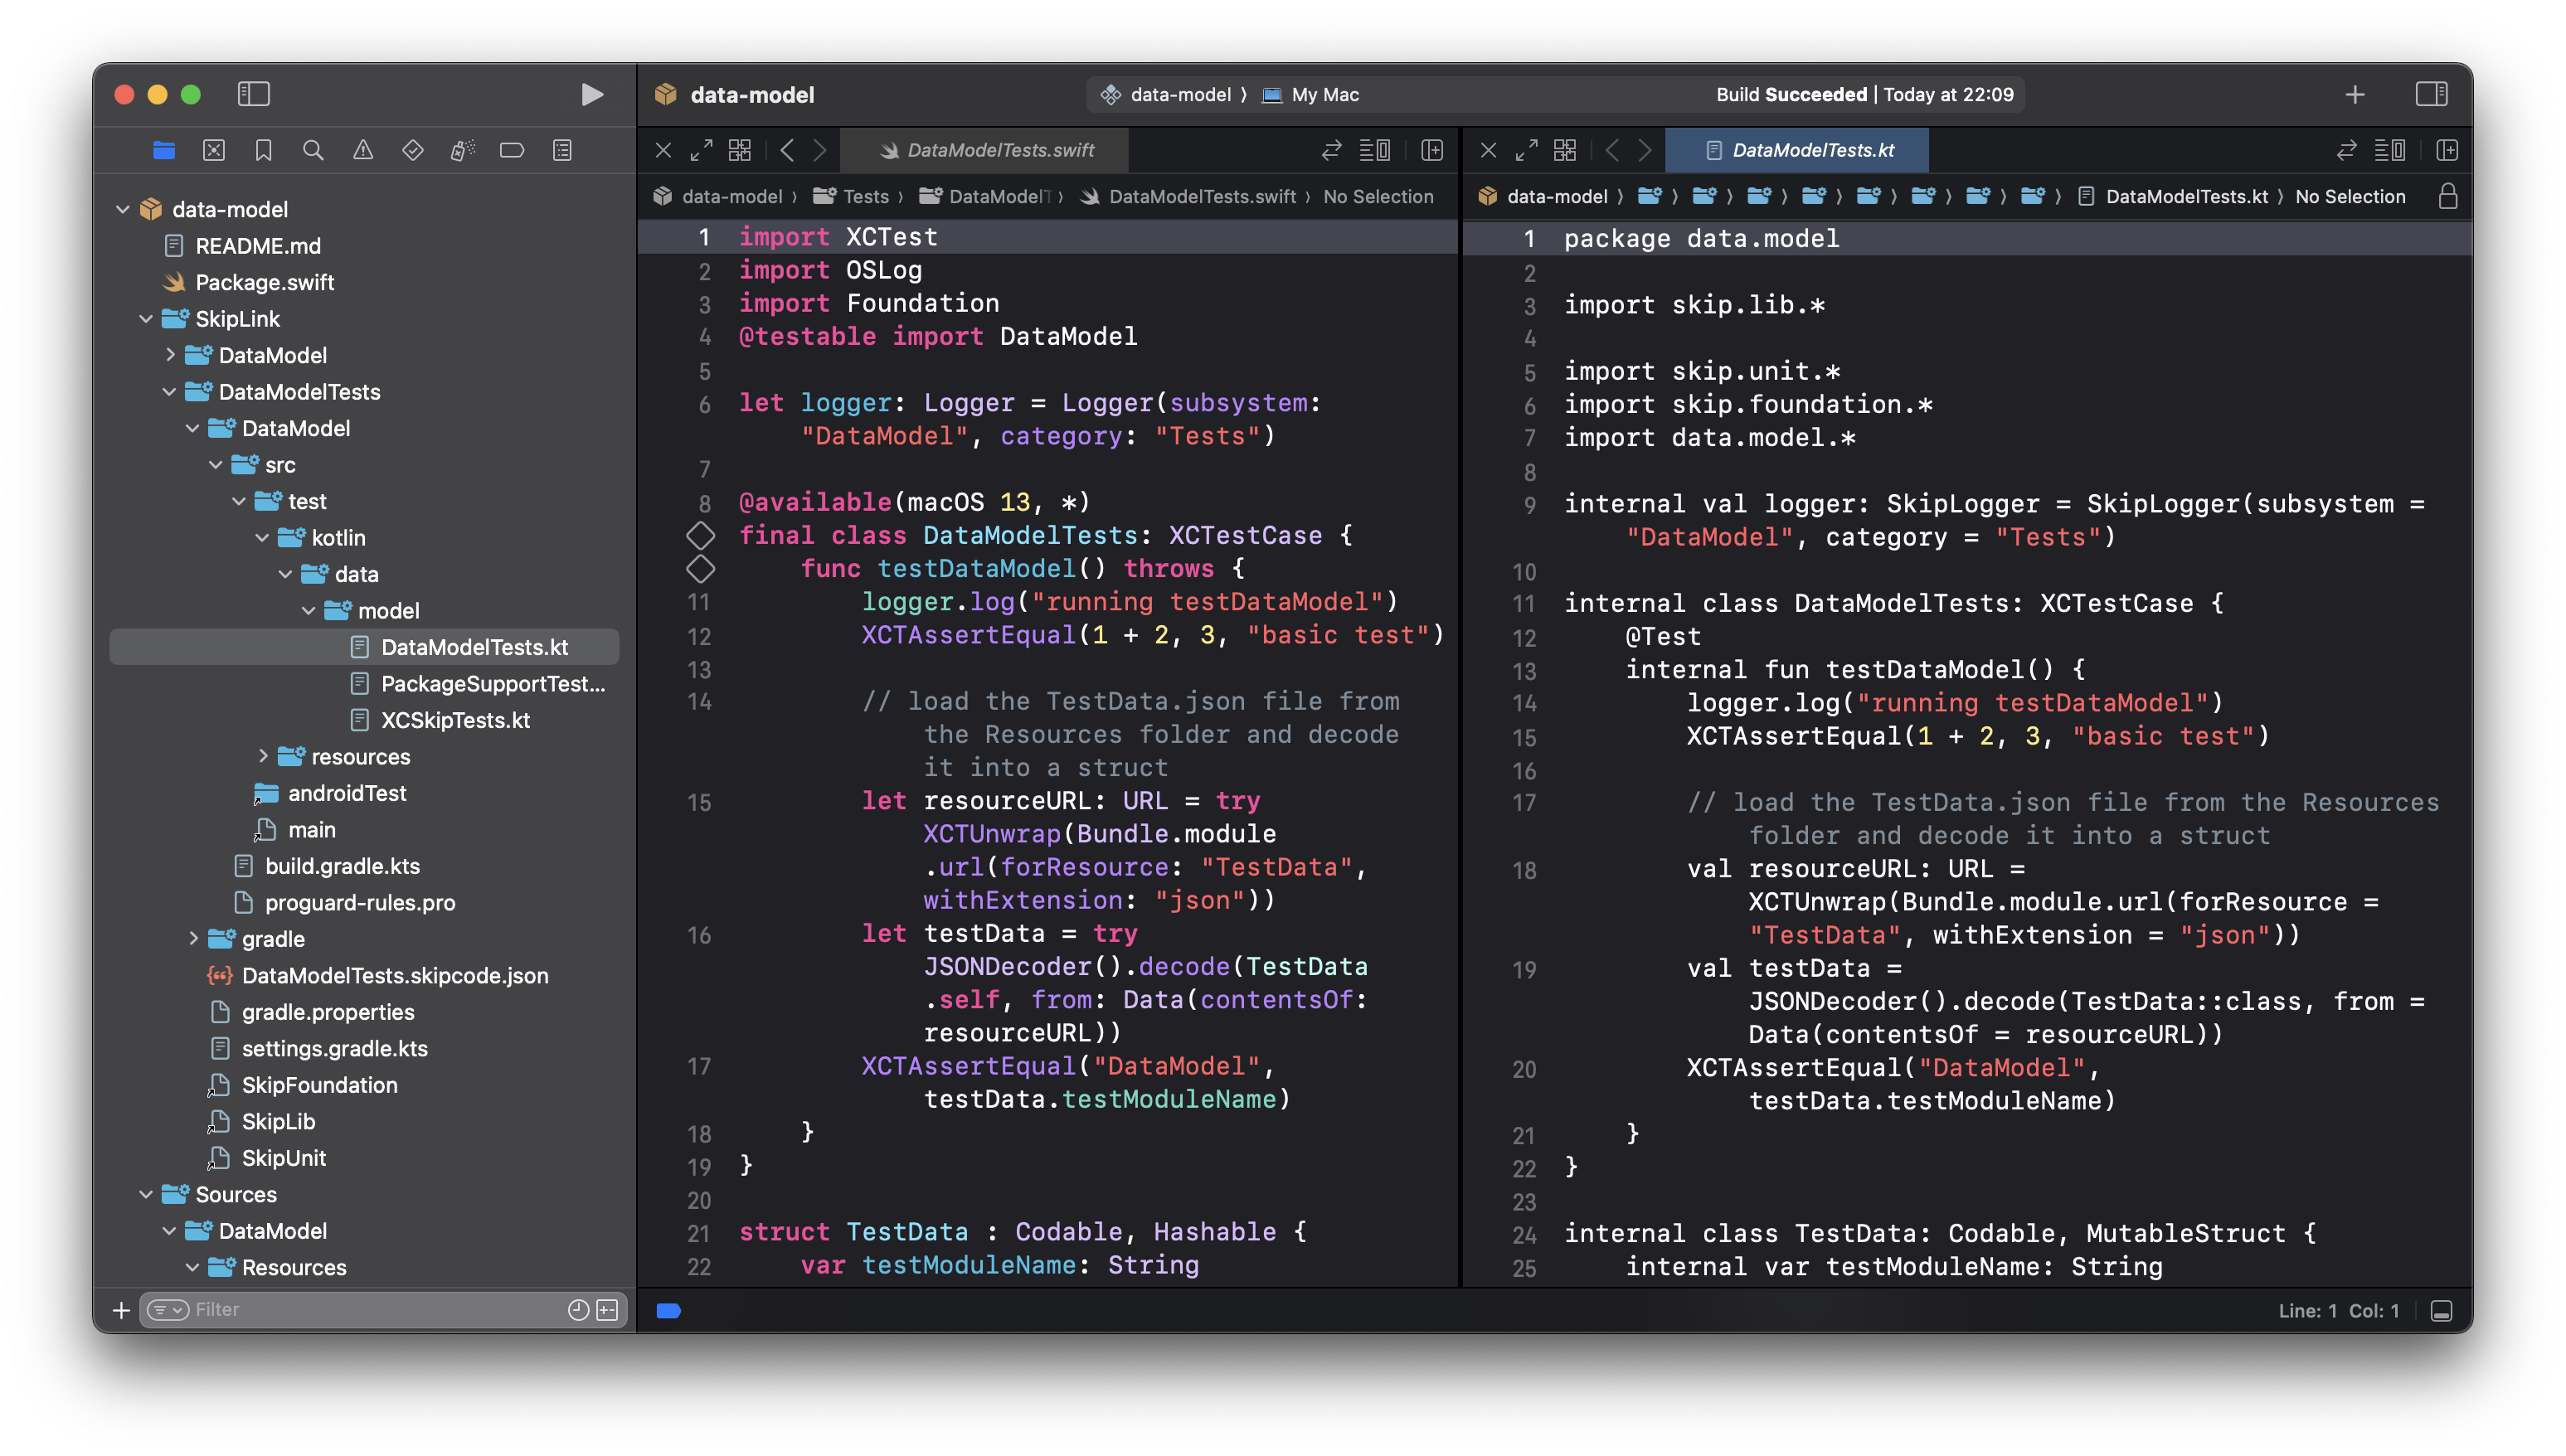 data-model
data-model ⟩ My Mac
Build Succeeded | Today at 22:09
data-model
README.md
Package.swift
SkipLink
DataModel
DataModelTests
DataModel
src
test
kotlin
data
model
DataModelTests.kt
PackageSupportTest...
XCSkipTests.kt
resources
androidTest
main
build.gradle.kts
proguard-rules.pro
gradle
DataModelTests.skipcode.json
gradle.properties
settings.gradle.kts
SkipFoundation
SkipLib
SkipUnit
Sources
DataModel
Resources
Filter
DataModelTests.swift
data-model ⟩ Tests ⟩ DataModelT ⟩ DataModelTests.swift ⟩ No Selection
1 import XCTest
2 import OSLog
3 import Foundation
4 @testable import DataModel
5
6 let logger: Logger = Logger(subsystem:
"DataModel", category: "Tests")
7
8 @available(macOS 13, *)
final class DataModelTests: XCTestCase {
func testDataModel() throws {
11 logger.log("running testDataModel")
12 XCTAssertEqual(1 + 2, 3, "basic test")
13
14 // load the TestData.json file from
the Resources folder and decode
it into a struct
15 let resourceURL: URL = try
XCTUnwrap(Bundle.module
.url(forResource: "TestData",
withExtension: "json"))
16 let testData = try
JSONDecoder().decode(TestData
.self, from: Data(contentsOf:
resourceURL))
17 XCTAssertEqual("DataModel",
testData.testModuleName)
18 }
19 }
20
21 struct TestData : Codable, Hashable {
22 var testModuleName: String
DataModelTests.kt
data-model ⟩ ⟩ ⟩ ⟩ ⟩ ⟩ ⟩ ⟩ ⟩ DataModelTests.kt ⟩ No Selection
1 package data.model
2
3 import skip.lib.*
4
5 import skip.unit.*
6 import skip.foundation.*
7 import data.model.*
8
9 internal val logger: SkipLogger = SkipLogger(subsystem =
"DataModel", category = "Tests")
10
11 internal class DataModelTests: XCTestCase {
12 @Test
13 internal fun testDataModel() {
14 logger.log("running testDataModel")
15 XCTAssertEqual(1 + 2, 3, "basic test")
16
17 // load the TestData.json file from the Resources
folder and decode it into a struct
18 val resourceURL: URL =
XCTUnwrap(Bundle.module.url(forResource =
"TestData", withExtension = "json"))
19 val testData =
JSONDecoder().decode(TestData::class, from =
Data(contentsOf = resourceURL))
20 XCTAssertEqual("DataModel",
testData.testModuleName)
21 }
22 }
23
24 internal class TestData: Codable, MutableStruct {
25 internal var testModuleName: String
Line: 1 Col: 1